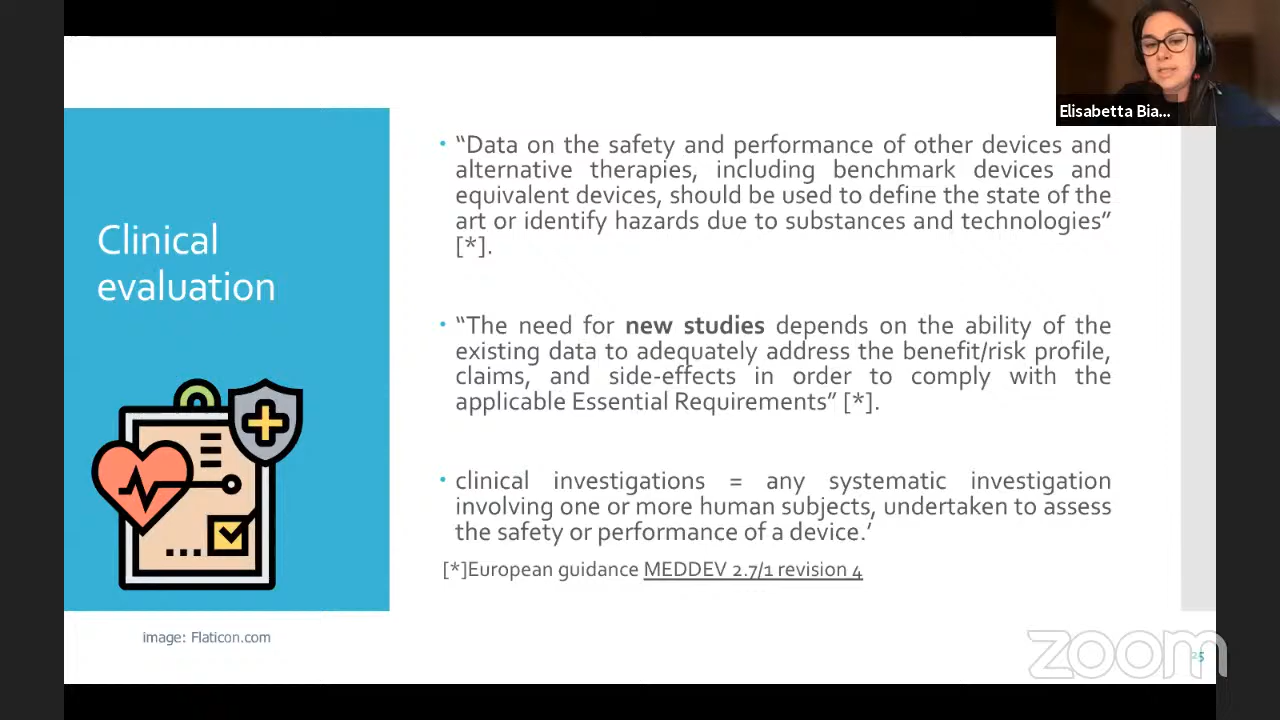 Elisabetta Bia...
Clinical
evaluation
• “Data on the safety and performance of other devices and
alternative therapies, including benchmark devices and
equivalent devices, should be used to define the state of the
art or identify hazards due to substances and technologies”
[*].
• “The need for new studies depends on the ability of the
existing data to adequately address the benefit/risk profile,
claims, and side-effects in order to comply with the
applicable Essential Requirements” [*].
• clinical investigations = any systematic investigation
involving one or more human subjects, undertaken to assess
the safety or performance of a device.’
[*]European guidance MEDDEV 2.7/1 revision 4
image: Flaticon.com
zoom
25